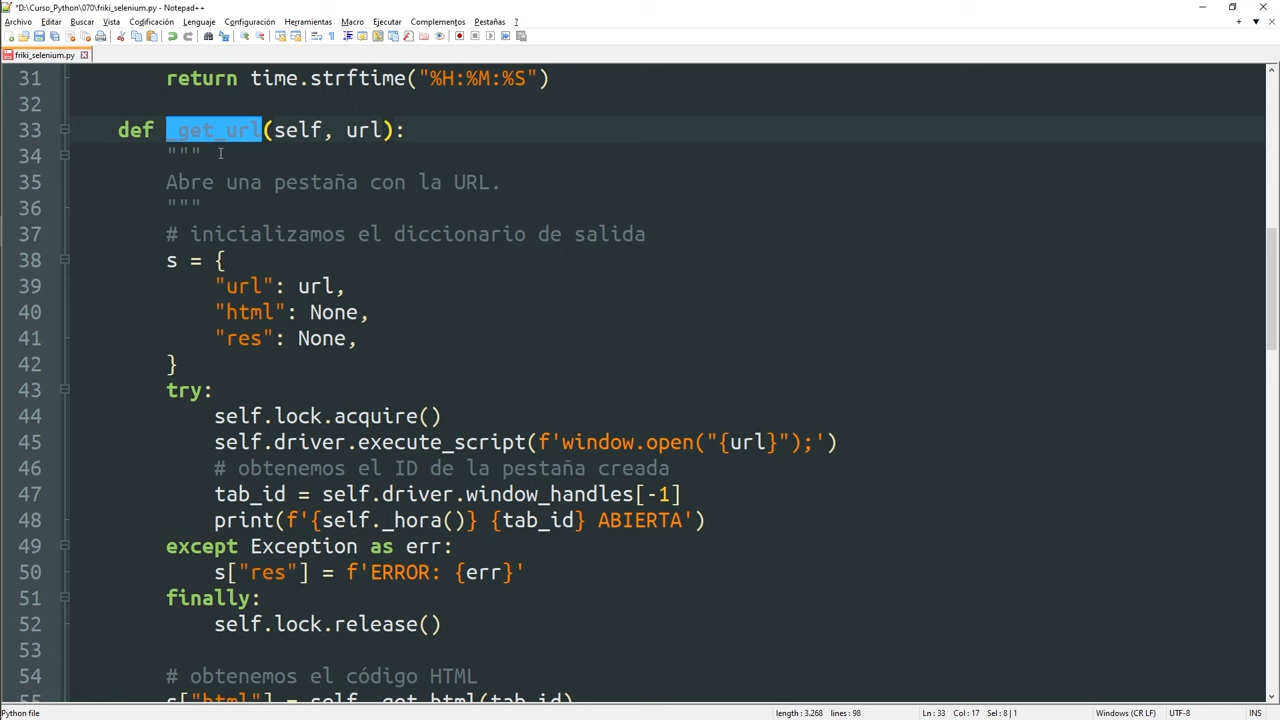 *D:\Curso_Python\070\friki_selenium.py - Notepad++
Archivo Editar Buscar Vista Codificación Lenguaje Configuración Herramientas Macro Ejecutar Complementos Pestañas ?
friki_selenium.py
31 return time.strftime("%H:%M:%S")
32
33 def _get_url(self, url):
34 """
35 Abre una pestaña con la URL.
36 """
37 # inicializamos el diccionario de salida
38 s = {
39 "url": url,
40 "html": None,
41 "res": None,
42 }
43 try:
44 self.lock.acquire()
45 self.driver.execute_script(f'window.open("{url}");')
46 # obtenemos el ID de la pestaña creada
47 tab_id = self.driver.window_handles[-1]
48 print(f'{self._hora()} {tab_id} ABIERTA')
49 except Exception as err:
50 s["res"] = f'ERROR: {err}'
51 finally:
52 self.lock.release()
53
54 # obtenemos el código HTML
55 s["html"] = self._get_html(tab_id)
Python file length : 3.268 lines : 98 Ln : 33 Col : 17 Sel : 8 | 1 Windows (CR LF) UTF-8 INS